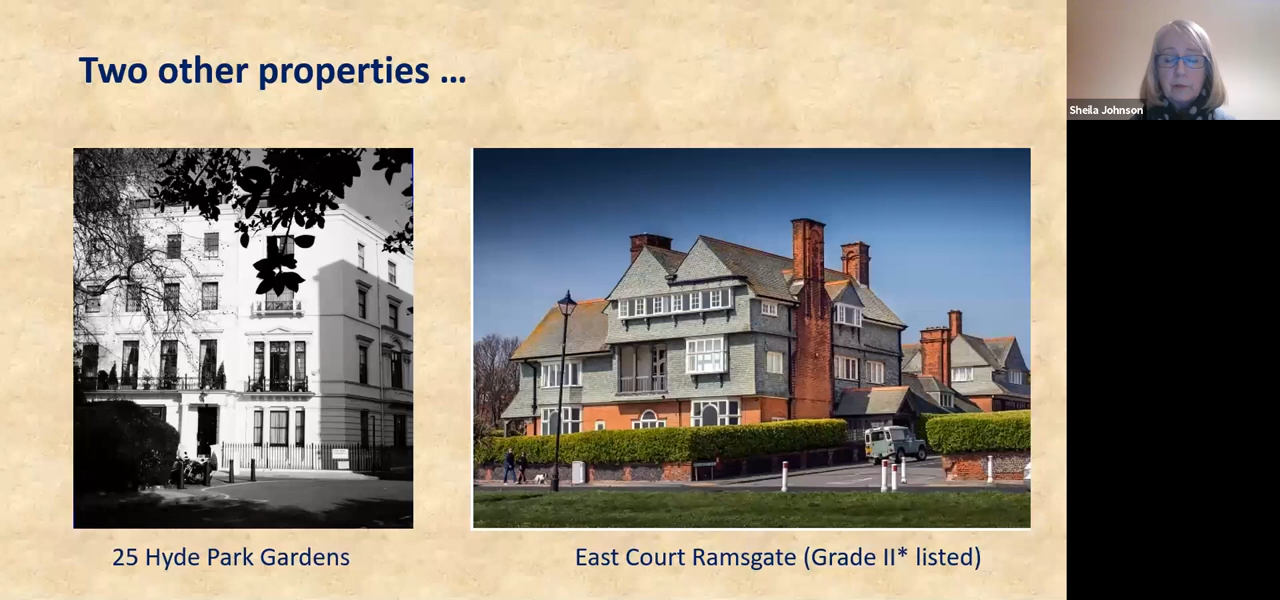 Two other properties ...
Sheila Johnson
25 Hyde Park Gardens
East Court Ramsgate (Grade II* listed)